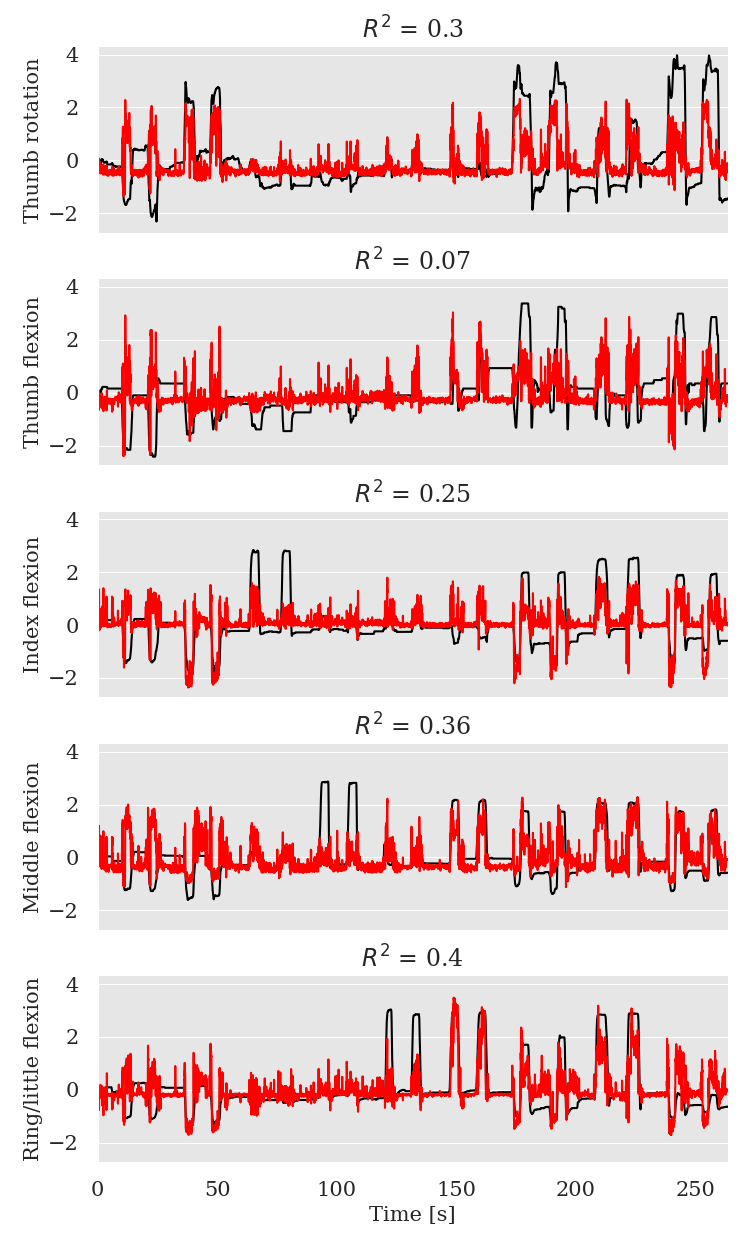 R² = 0.3
Thumb rotation
4
2
0
−2
R² = 0.07
Thumb flexion
4
2
0
−2
R² = 0.25
Index flexion
4
2
0
−2
R² = 0.36
Middle flexion
4
2
0
−2
R² = 0.4
Ring/little flexion
4
2
0
−2
0 50 100 150 200 250
Time [s]